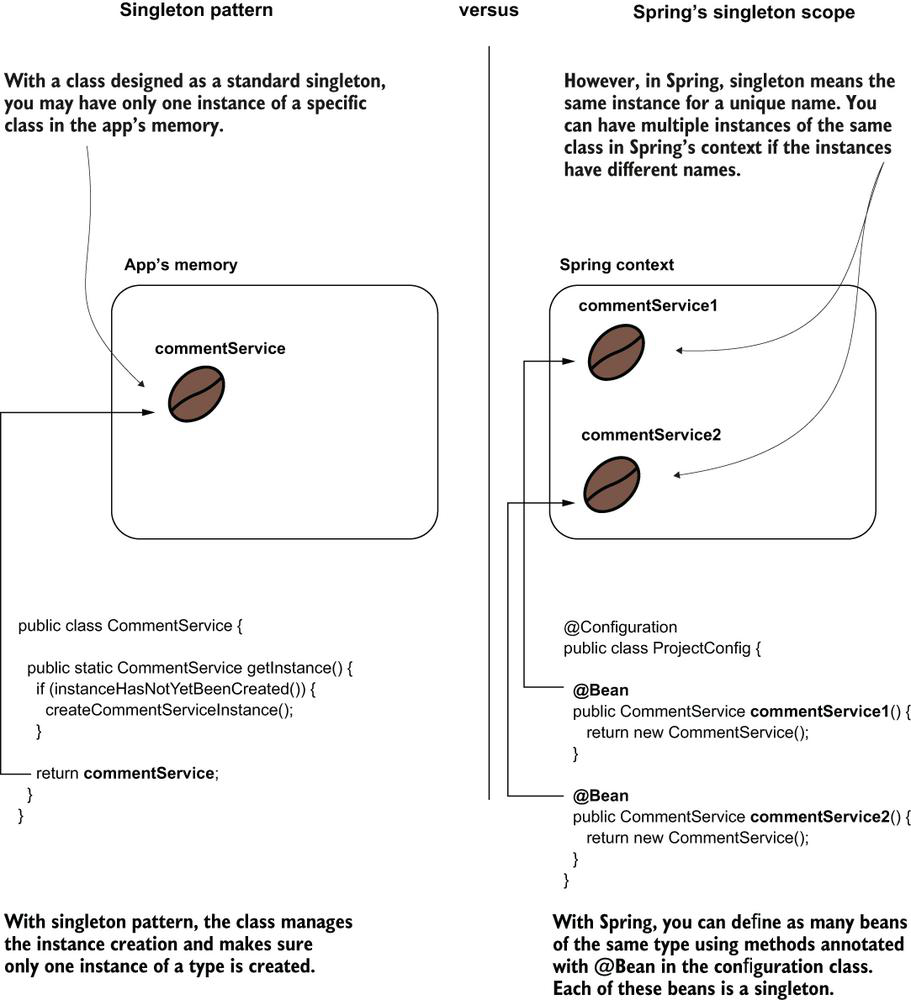 Singleton pattern
versus
Spring's singleton scope
With a class designed as a standard singleton,
you may have only one instance of a specific
class in the app's memory.
App's memory
commentService
public class CommentService {
public static CommentService getInstance() {
if (instanceHasNotYetBeenCreated()) {
createCommentServiceInstance();
}
return commentService;
}
}
With singleton pattern, the class manages
the instance creation and makes sure
only one instance of a type is created.
However, in Spring, singleton means the
same instance for a unique name. You
can have multiple instances of the same
class in Spring's context if the instances
have different names.
Spring context
commentService1
commentService2
@Configuration
public class ProjectConfig {
@Bean
public CommentService commentService1() {
return new CommentService();
}
@Bean
public CommentService commentService2() {
return new CommentService();
}
}
With Spring, you can define as many beans
of the same type using methods annotated
with @Bean in the configuration class.
Each of these beans is a singleton.